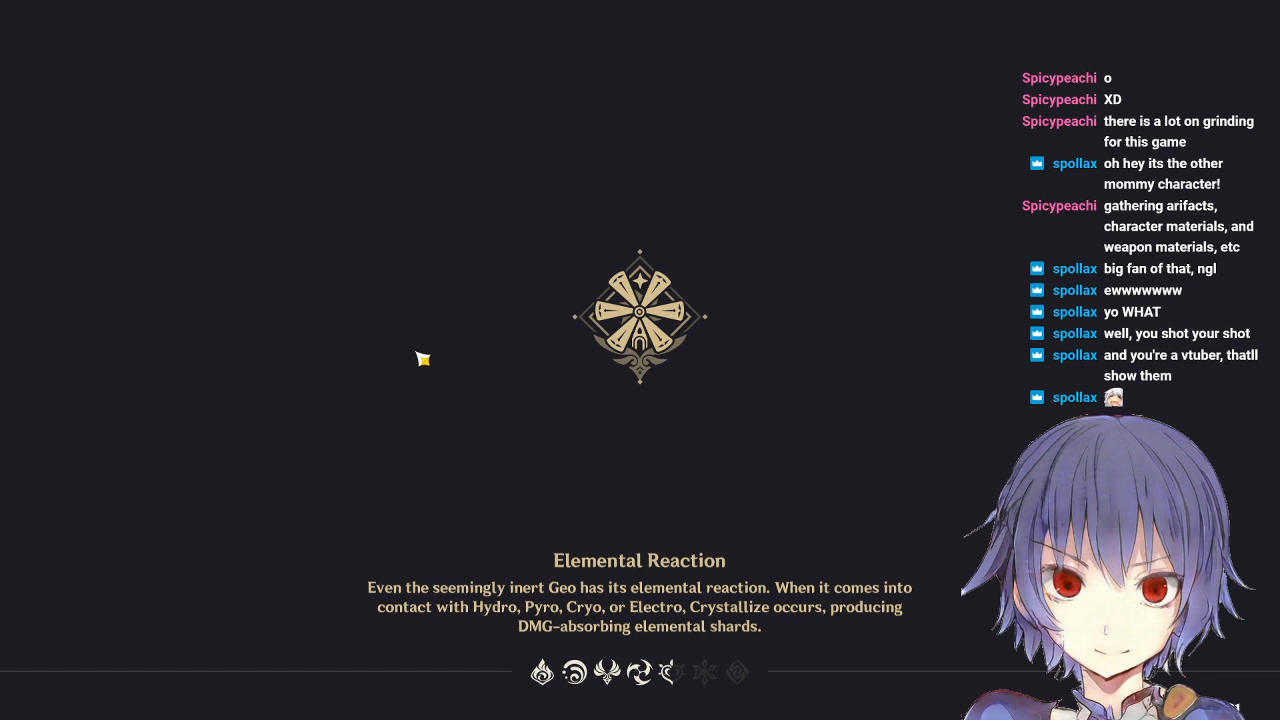 Spicypeachi o
Spicypeachi XD
Spicypeachi there is a lot on grinding
for this game
spollax oh hey its the other
mommy character!
Spicypeachi gathering arifacts,
character materials, and
weapon materials, etc
spollax big fan of that, ngl
spollax ewwwwwww
spollax yo WHAT
spollax well, you shot your shot
spollax and you're a vtuber, thatll
show them
spollax
Elemental Reaction
Even the seemingly inert Geo has its elemental reaction. When it comes into
contact with Hydro, Pyro, Cryo, or Electro, Crystallize occurs, producing
DMG-absorbing elemental shards.